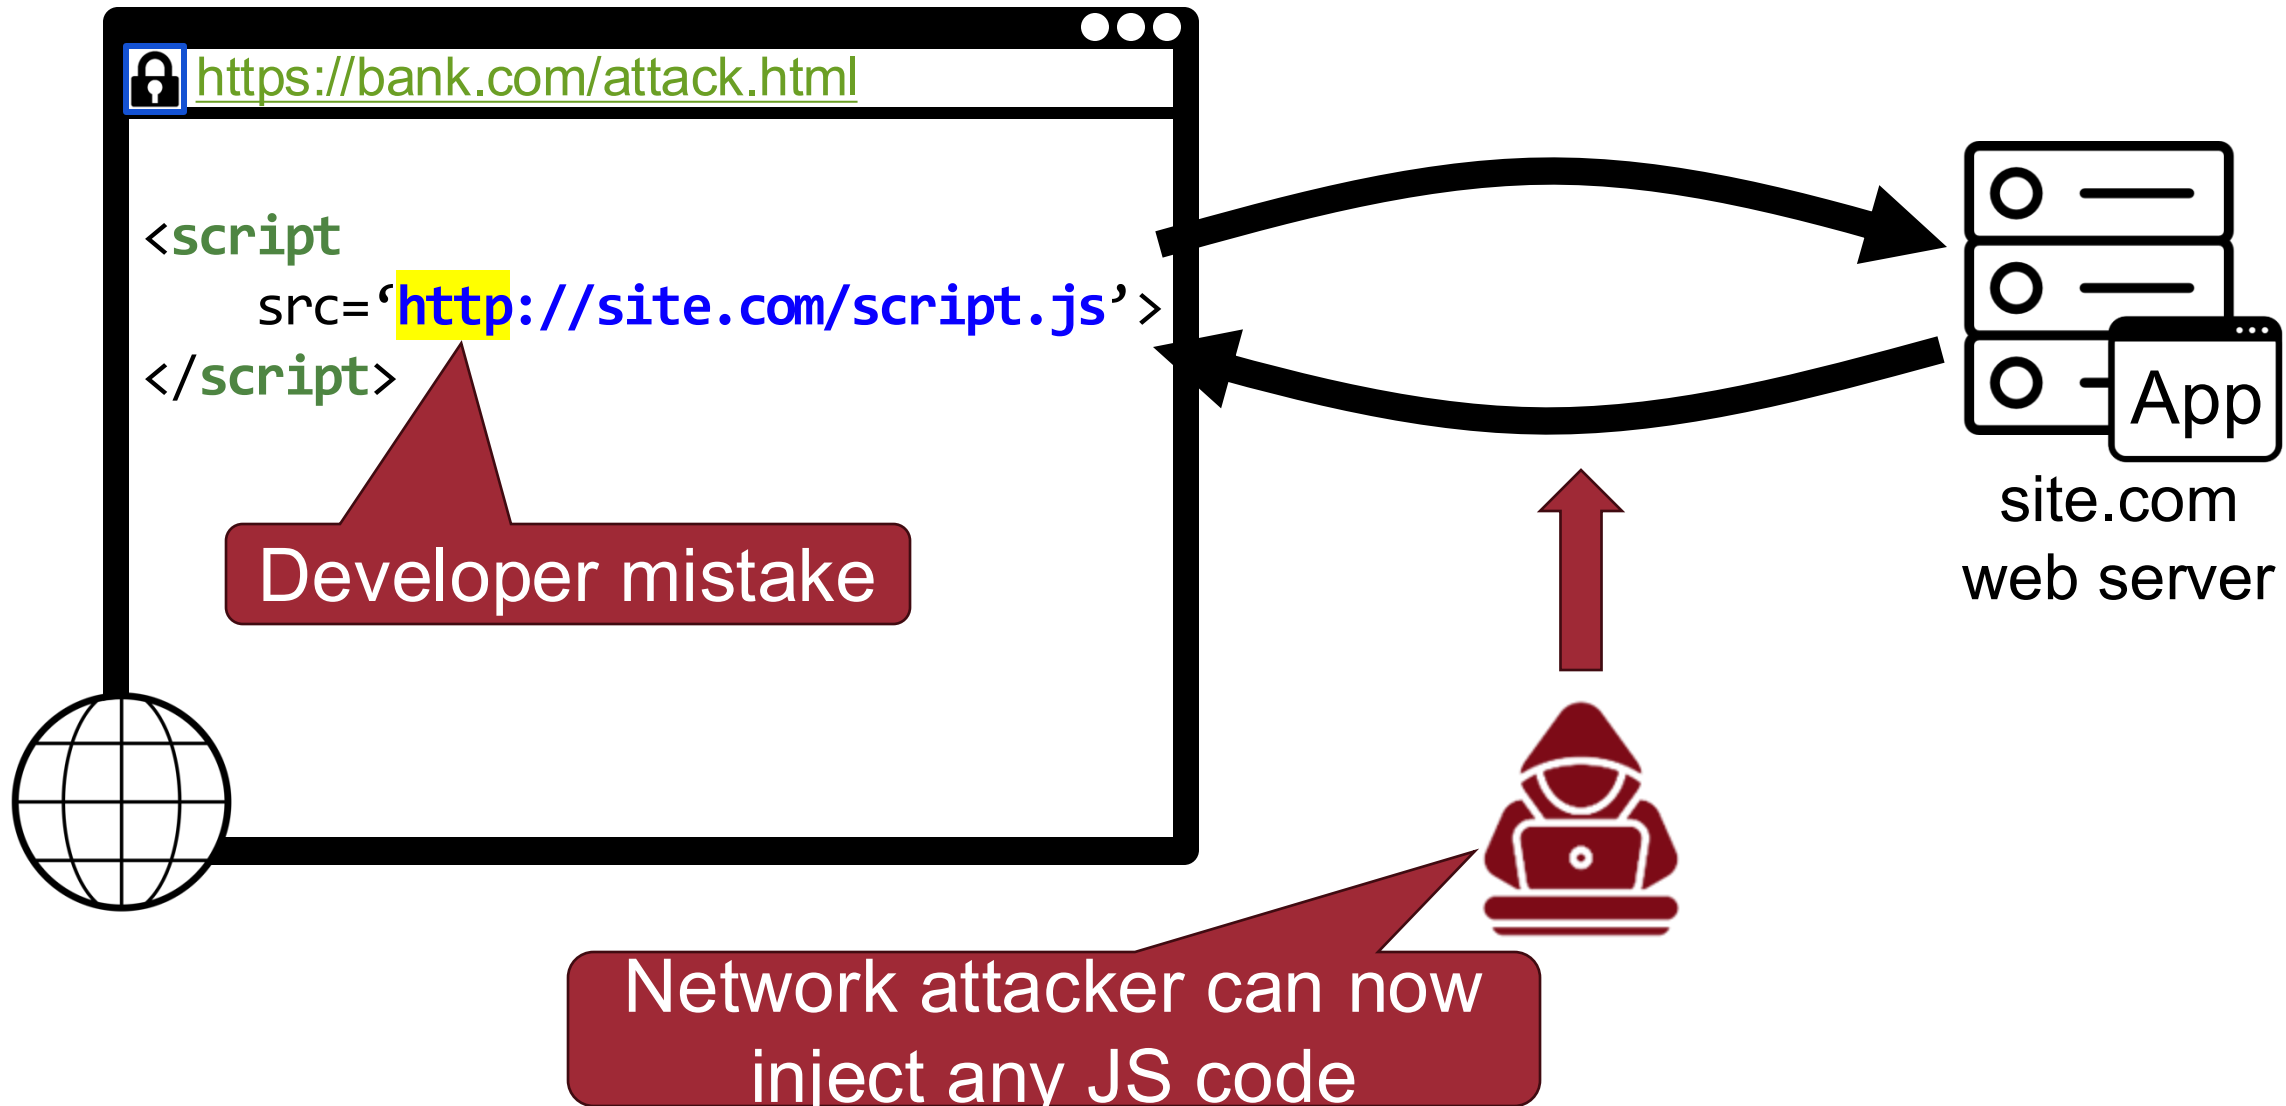 https://bank.com/attack.html
<script
src=‘http://site.com/script.js’>
</script>
Developer mistake
App
site.com
web server
Network attacker can now
inject any JS code